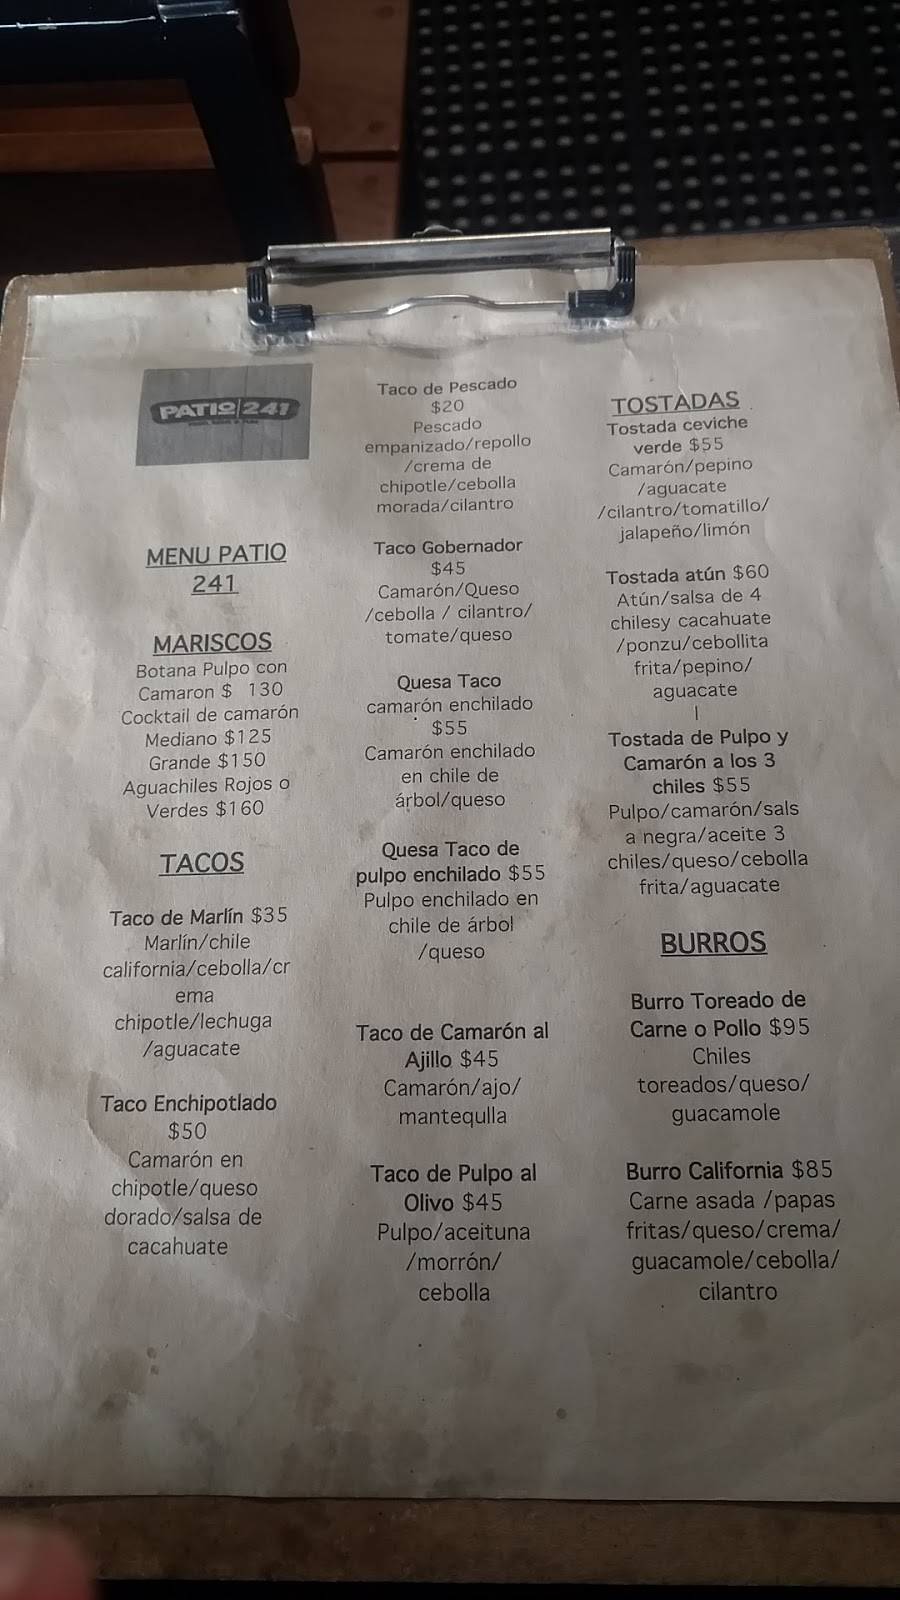 PATIO 241
MENU PATIO
241
MARISCOS
Botana Pulpo con
Camaron $ 130
Cocktail de camarón
Mediano $125
Grande $150
Aguachiles Rojos o
Verdes $160
TACOS
Taco de Marlín $35
Marlín/chile
california/cebolla/cr
ema
chipotle/lechuga
/aguacate
Taco Enchipotlado
$50
Camarón en
chipotle/queso
dorado/salsa de
cacahuate
Taco de Pescado
$20
Pescado
empanizado/repollo
/crema de
chipotle/cebolla
morada/cilantro
Taco Gobernador
$45
Camarón/Queso
/cebolla / cilantro/
tomate/queso
Quesa Taco
camarón enchilado
$55
Camarón enchilado
en chile de
árbol/queso
Quesa Taco de
pulpo enchilado $55
Pulpo enchilado en
chile de árbol
/queso
Taco de Camarón al
Ajillo $45
Camarón/ajo/
mantequlla
Taco de Pulpo al
Olivo $45
Pulpo/aceituna
/morrón/
cebolla
TOSTADAS
Tostada ceviche
verde $55
Camarón/pepino
/aguacate
/cilantro/tomatillo/
jalapeño/limón
Tostada atún $60
Atún/salsa de 4
chilesy cacahuate
/ponzu/cebollita
frita/pepino/
aguacate
l
Tostada de Pulpo y
Camarón a los 3
chiles $55
Pulpo/camarón/sals
a negra/aceite 3
chiles/queso/cebolla
frita/aguacate
BURROS
Burro Toreado de
Carne o Pollo $95
Chiles
toreados/queso/
guacamole
Burro California $85
Carne asada /papas
fritas/queso/crema/
guacamole/cebolla/
cilantro